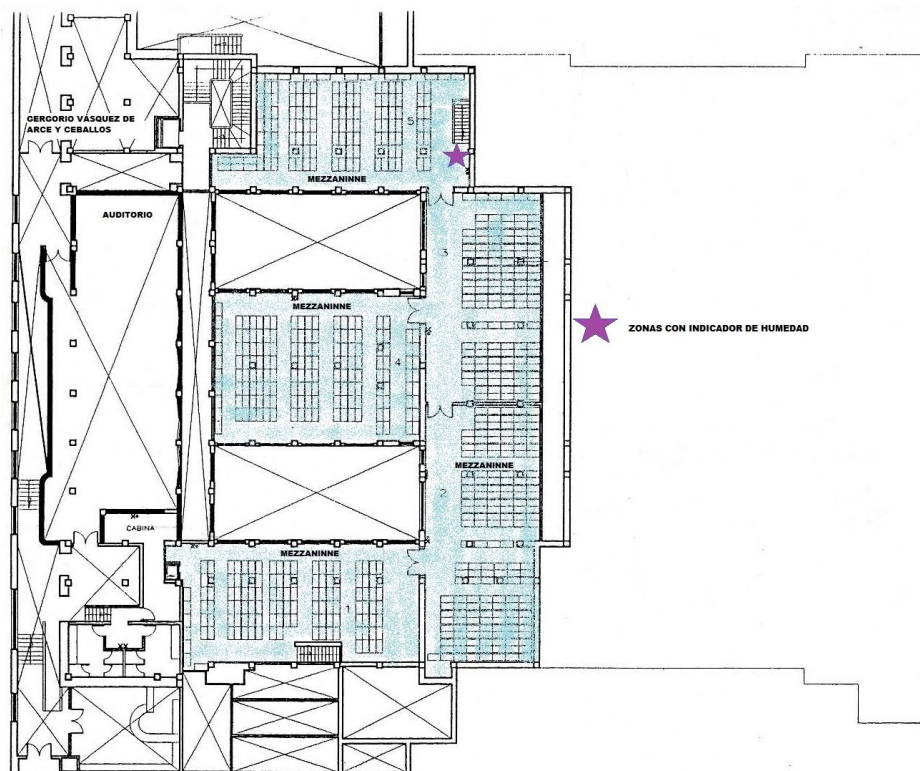 GERGORIO VÁSQUEZ DE
ARCE Y CEBALLOS
5
MEZZANINNE
AUDITORIO
3
MEZZANINNE
ZONAS CON INDICADOR DE HUMEDAD
4
MEZZANINNE
2
CABINA
MEZZANINNE
1